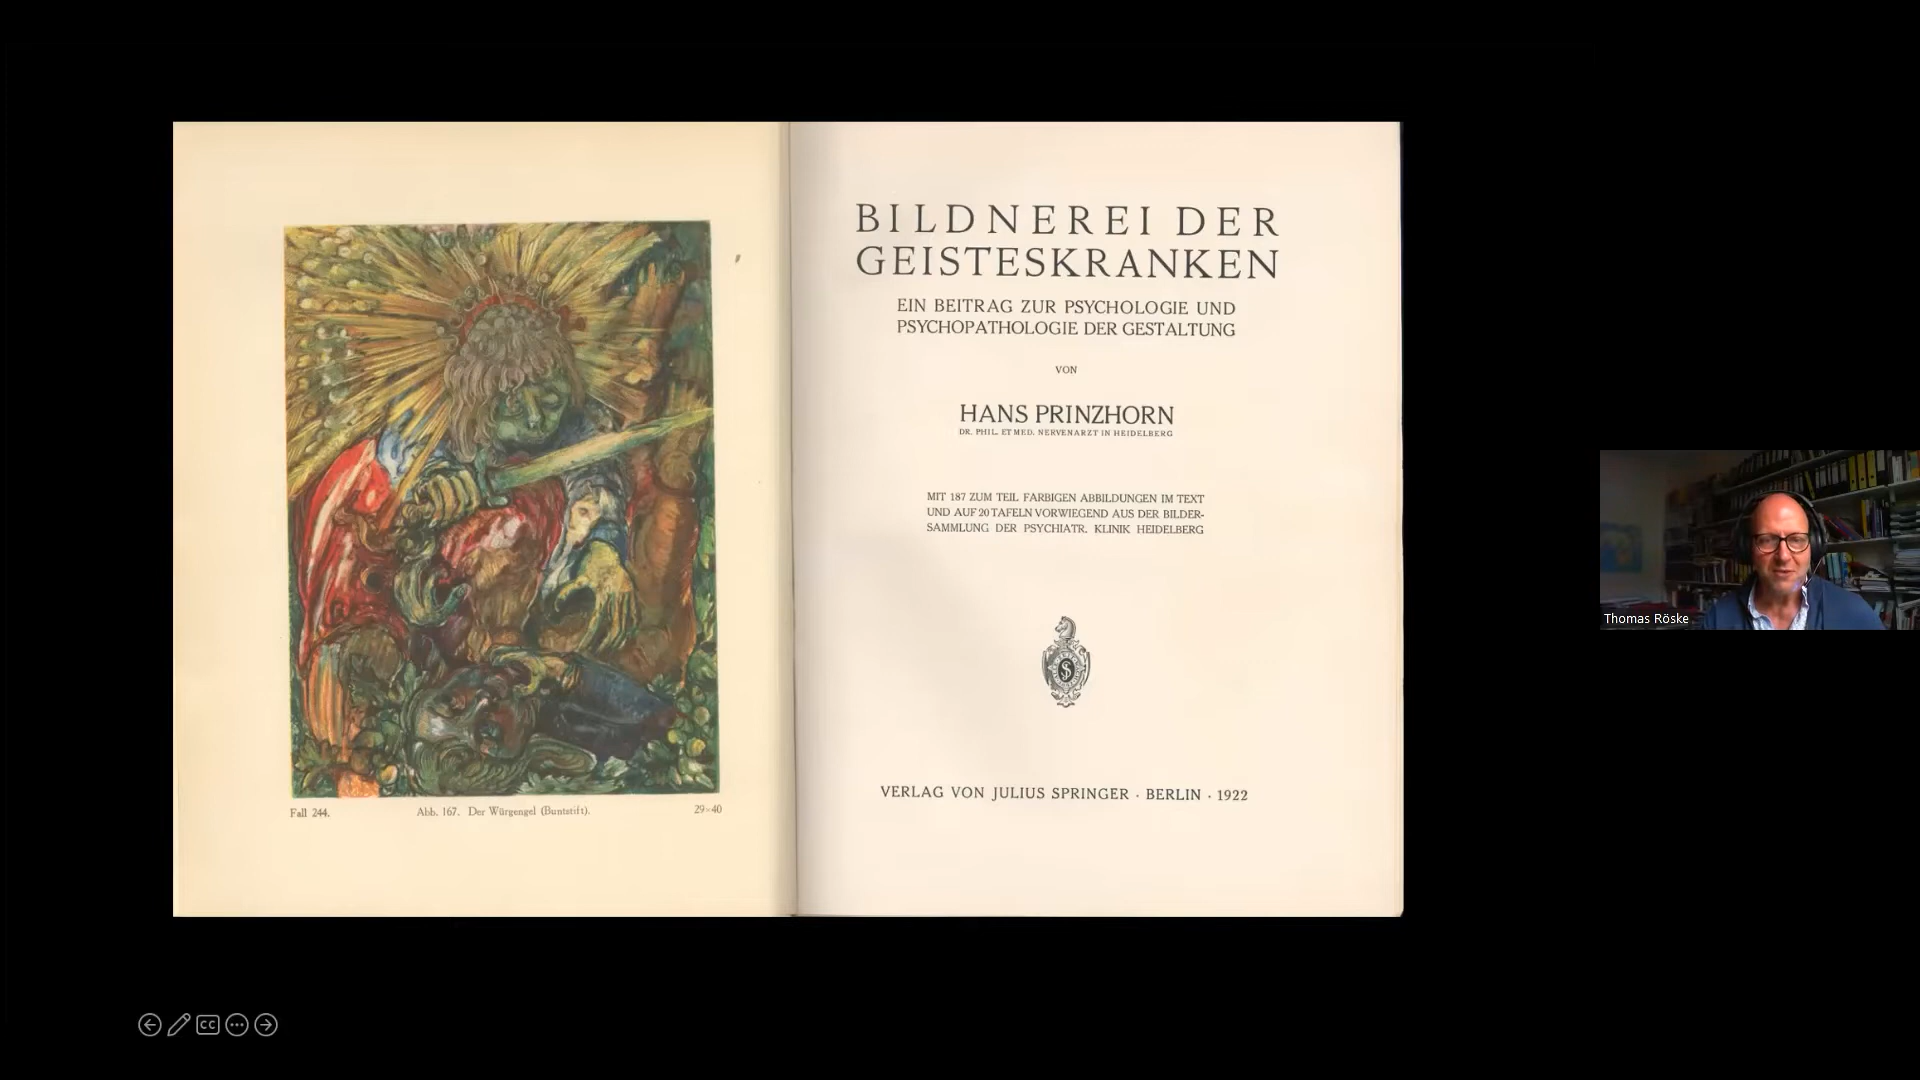 Fall 244. Abb. 167. Der Würgengel (Buntstift). 29×40
BILDNEREI DER
GEISTESKRANKEN
EIN BEITRAG ZUR PSYCHOLOGIE UND
PSYCHOPATHOLOGIE DER GESTALTUNG
VON
HANS PRINZHORN
DR. PHIL. ET MED. NERVENARZT IN HEIDELBERG
MIT 187 ZUM TEIL FARBIGEN ABBILDUNGEN IM TEXT
UND AUF 20 TAFELN VORWIEGEND AUS DER BILDER-
SAMMLUNG DER PSYCHIATR. KLINIK HEIDELBERG
VERLAG VON JULIUS SPRINGER · BERLIN · 1922
Thomas Röske
CC